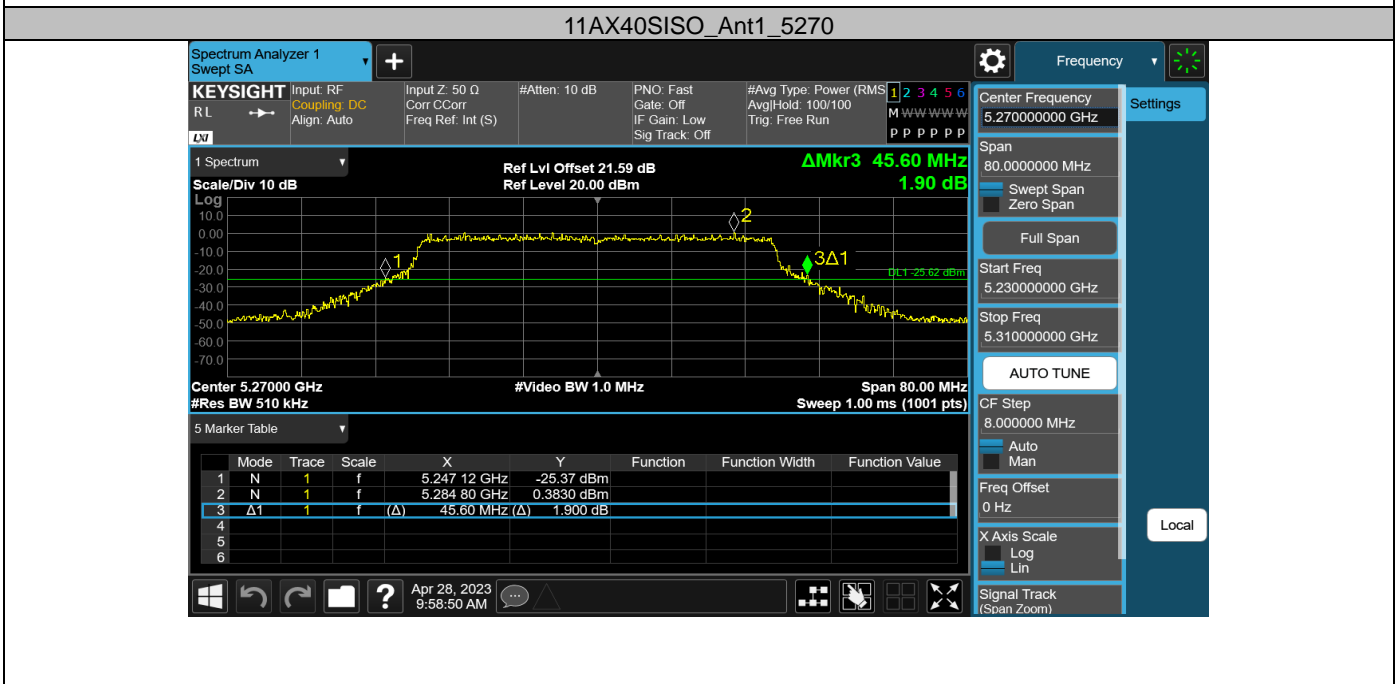 11AX40SISO_Ant1_5270
Spectrum Analyzer 1
Swept SA
Frequency
KEYSIGHT
RL
LXI
Input: RF
Coupling: DC
Align: Auto
Input Z: 50 Ω
Corr CCorr
Freq Ref: Int (S)
#Atten: 10 dB
PNO: Fast
Gate: Off
IF Gain: Low
Sig Track: Off
#Avg Type: Power (RMS
Avg|Hold: 100/100
Trig: Free Run
1 2 3 4 5 6
M W W W W W
P P P P P P
1 Spectrum
Scale/Div 10 dB
Ref Lvl Offset 21.59 dB
Ref Level 20.00 dBm
ΔMkr3 45.60 MHz
1.90 dB
Log
10.0
0.00
-10.0
-20.0
-30.0
-40.0
-50.0
-60.0
-70.0
1
2
3Δ1
DL1 -25.62 dBm
Center 5.27000 GHz
#Res BW 510 kHz
#Video BW 1.0 MHz
Span 80.00 MHz
Sweep 1.00 ms (1001 pts)
5 Marker Table
Mode Trace Scale X Y Function Function Width Function Value
1 N 1 f 5.247 12 GHz -25.37 dBm
2 N 1 f 5.284 80 GHz 0.3830 dBm
3 Δ1 1 f (Δ) 45.60 MHz (Δ) 1.900 dB
4
5
6
Apr 28, 2023
9:58:50 AM
Center Frequency
5.270000000 GHz
Span
80.0000000 MHz
Swept Span
Zero Span
Full Span
Start Freq
5.230000000 GHz
Stop Freq
5.310000000 GHz
AUTO TUNE
CF Step
8.000000 MHz
Auto
Man
Freq Offset
0 Hz
X Axis Scale
Log
Lin
Signal Track
(Span Zoom)
Settings
Local